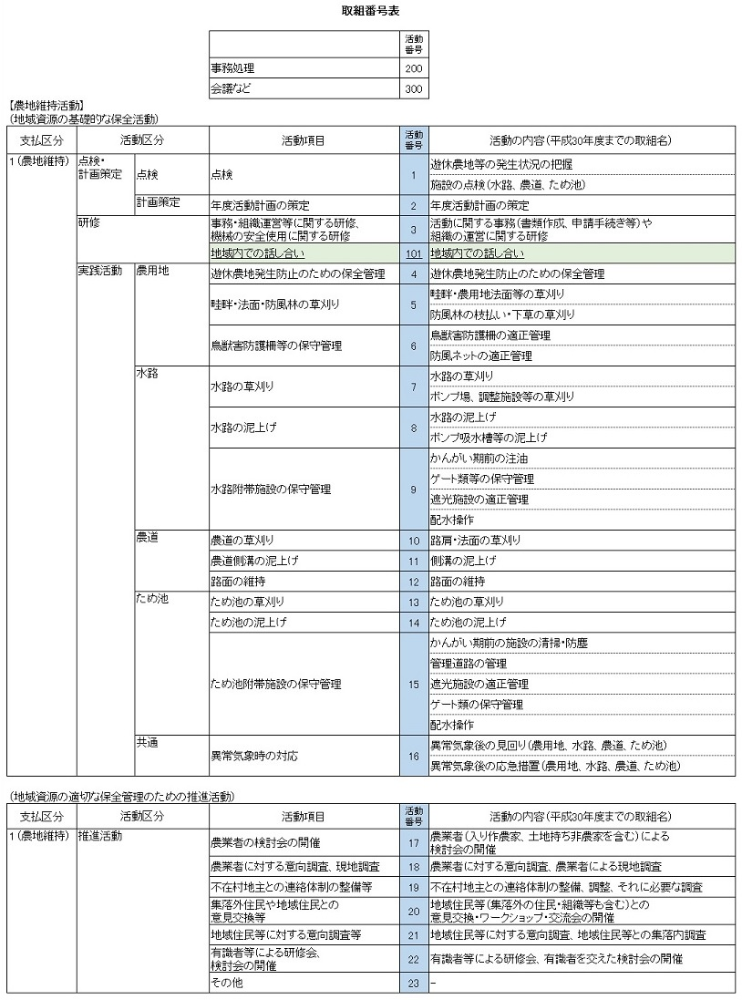 取組番号表
活動
番号
事務処理 200
会議など 300
【農地維持活動】
(地域資源の基礎的な保全活動)
支払区分 活動区分 活動項目 活動番号 活動の内容(平成30年度までの取組名)
1(農地維持) 点検・計画策定 点検 点検 1 遊休農地等の発生状況の把握
施設の点検(水路、農道、ため池)
計画策定 年度活動計画の策定 2 年度活動計画の策定
研修 事務・組織運営等に関する研修、 3 活動に関する事務(書類作成、申請手続き等)や
機械の安全使用に関する研修 組織の運営に関する研修
地域内での話し合い 101 地域内での話し合い
実践活動 農用地 遊休農地発生防止のための保全管理 4 遊休農地発生防止のための保全管理
畦畔・法面・防風林の草刈り 5 畦畔・農用地法面等の草刈り
防風林の枝払い・下草の草刈り
鳥獣害防護柵等の保守管理 6 鳥獣害防護柵の適正管理
防風ネットの適正管理
水路 水路の草刈り 7 水路の草刈り
ポンプ場、調整施設等の草刈り
水路の泥上げ 8 水路の泥上げ
ポンプ吸水槽等の泥上げ
水路附帯施設の保守管理 9 かんがい期前の注油
ゲート類等の保守管理
遮光施設の適正管理
配水操作
農道 農道の草刈り 10 路肩・法面の草刈り
農道側溝の泥上げ 11 側溝の泥上げ
路面の維持 12 路面の維持
ため池 ため池の草刈り 13 ため池の草刈り
ため池の泥上げ 14 ため池の泥上げ
ため池附帯施設の保守管理 15 かんがい期前の施設の清掃・防塵
管理道路の管理
遮光施設の適正管理
ゲート類の保守管理
配水操作
共通 異常気象時の対応 16 異常気象後の見回り(農用地、水路、農道、ため池)
異常気象後の応急措置(農用地、水路、農道、ため池)
(地域資源の適切な保全管理のための推進活動)
支払区分 活動区分 活動項目 活動番号 活動の内容(平成30年度までの取組名)
1(農地維持) 推進活動 農業者の検討会の開催 17 農業者(入り作農家、土地持ち非農家を含む)による
検討会の開催
農業者に対する意向調査、現地調査 18 農業者に対する意向調査、農業者による現地調査
不在村地主との連絡体制の整備等 19 不在村地主との連絡体制の整備、調整、それに必要な調査
集落外住民や地域住民との 20 地域住民等(集落外の住民・組織等も含む)との
意見交換等 意見交換・ワークショップ・交流会の開催
地域住民等に対する意向調査等 21 地域住民等に対する意向調査、地域住民等との集落内調査
有識者等による研修会、 22 有識者等による研修会、有識者を交えた検討会の開催
検討会の開催
その他 23 -